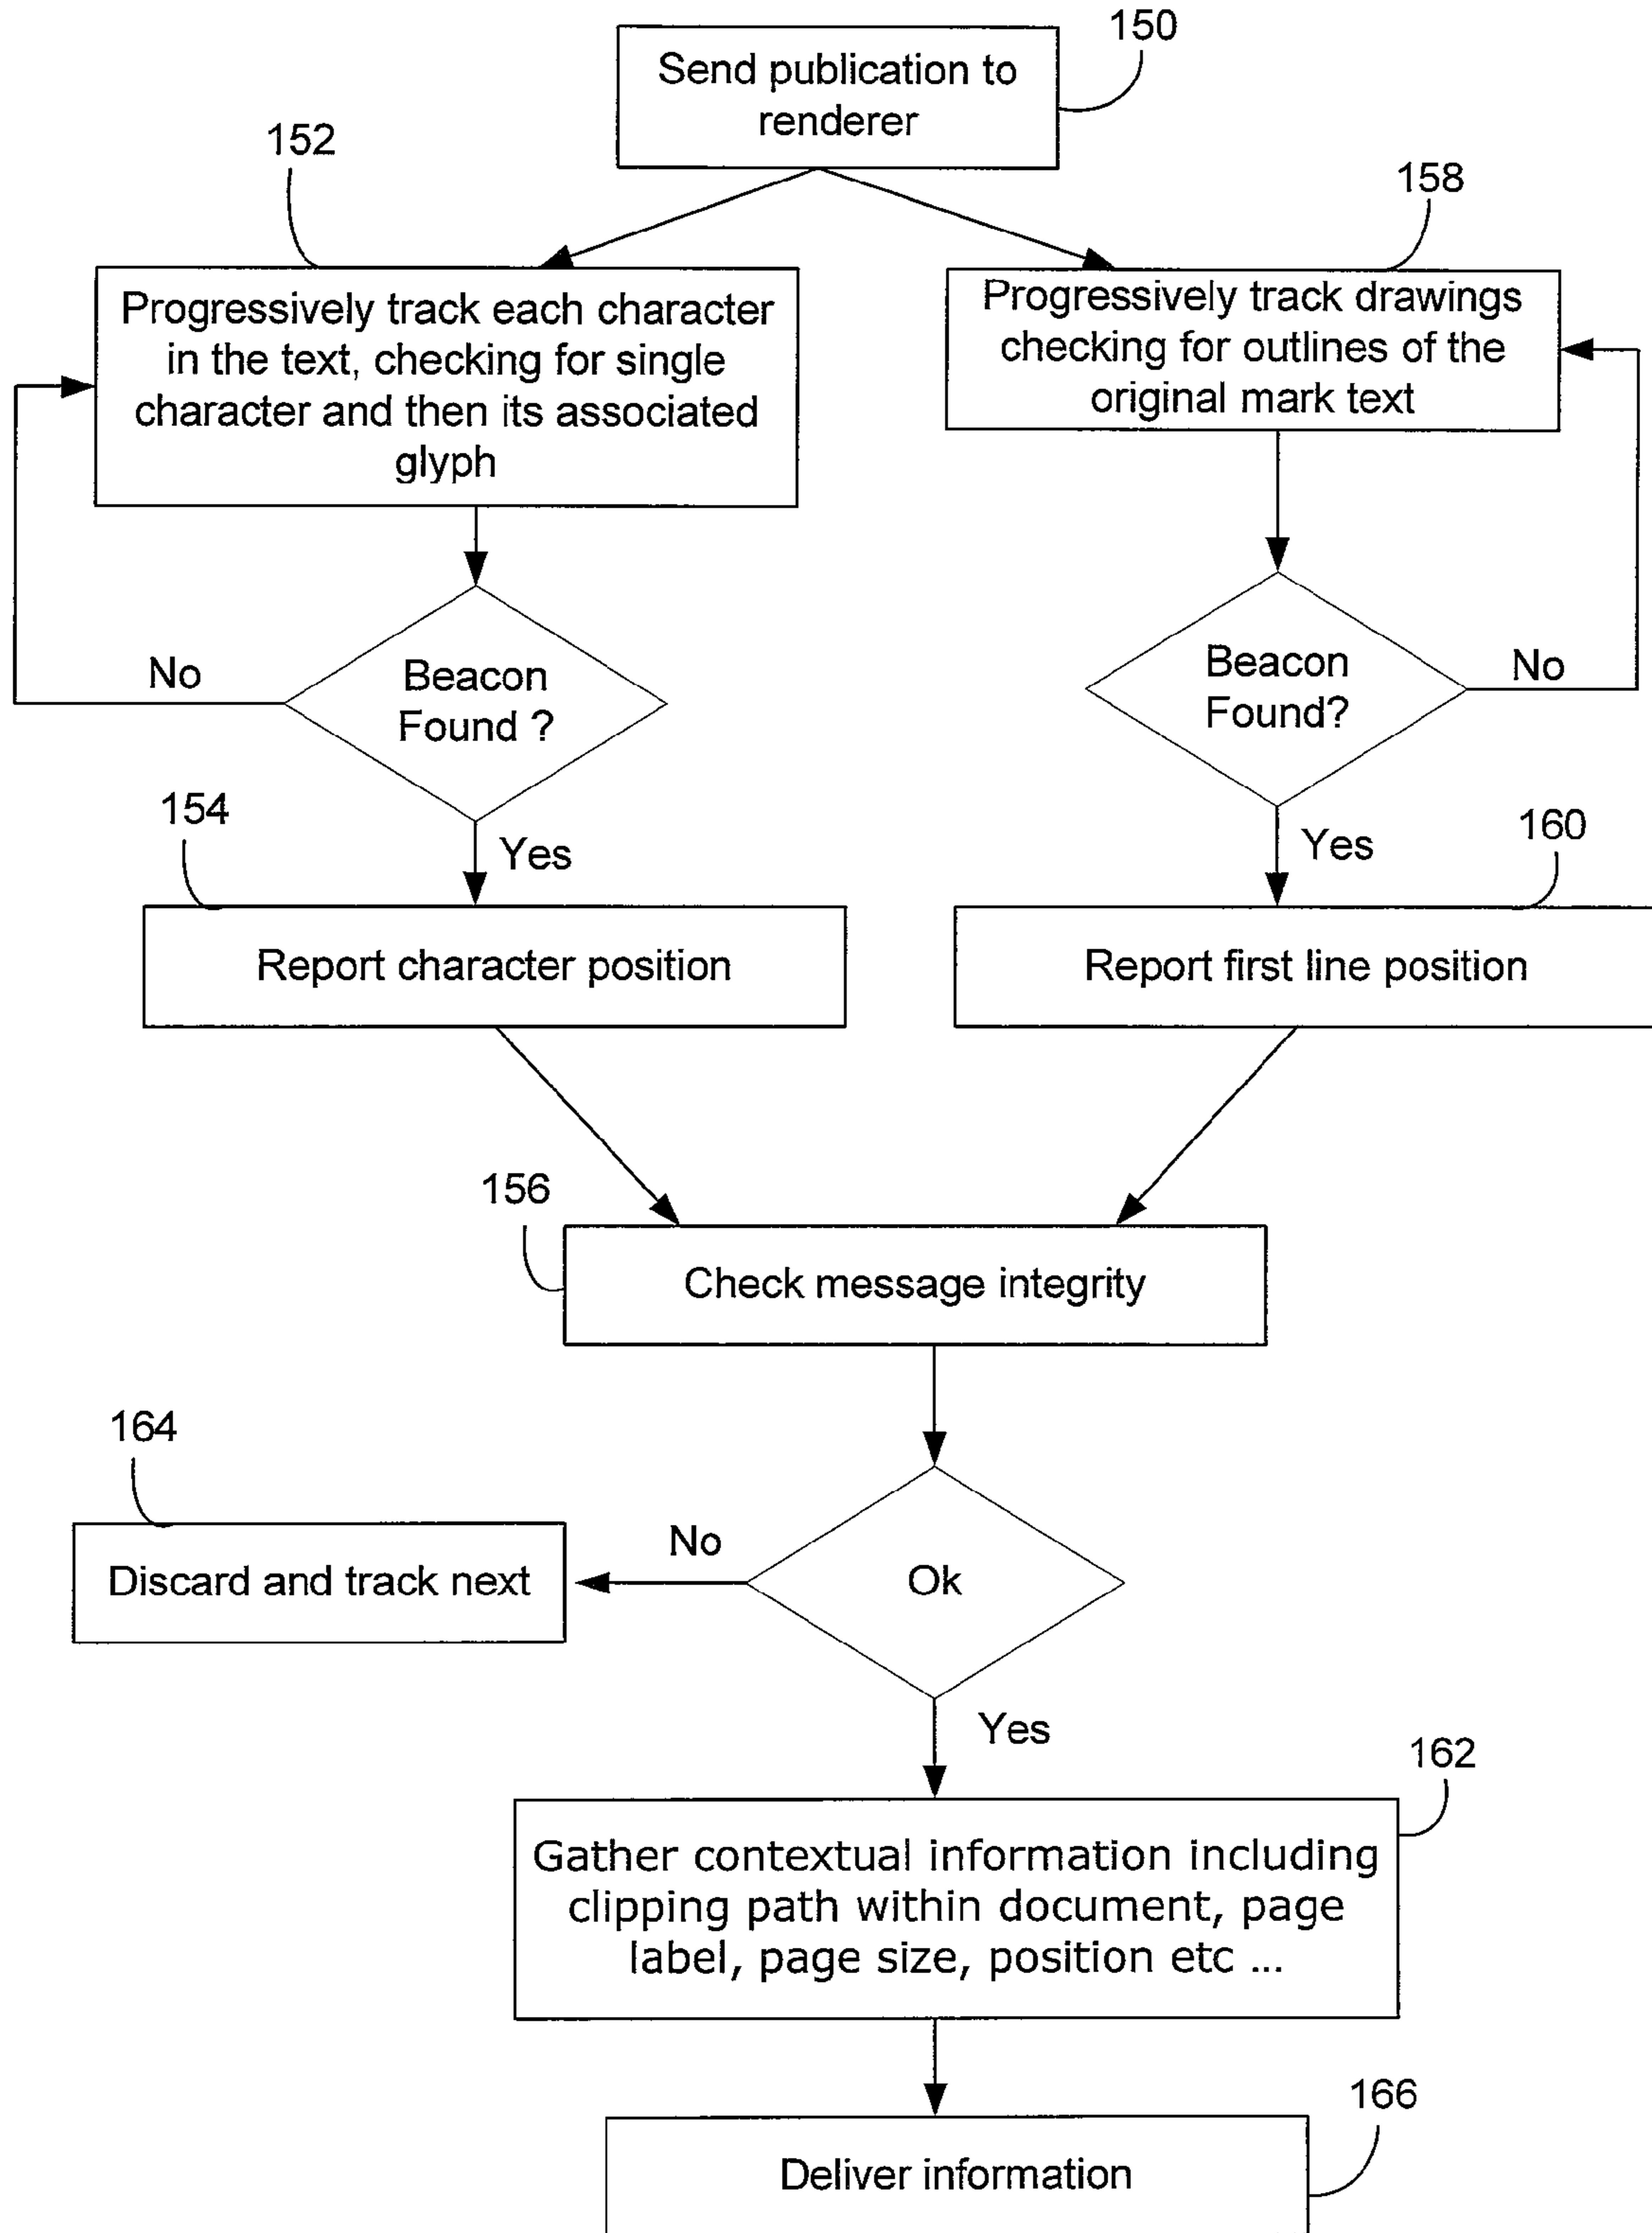 150
Send publication to
renderer
152
158
Progressively track each character
in the text, checking for single
character and then its associated
glyph
Progressively track drawings
checking for outlines of the
original mark text
No
Beacon
Found ?
Beacon
Found?
No
154
Yes
Yes
160
Report character position
Report first line position
156
Check message integrity
164
No
Discard and track next
Ok
Yes
162
Gather contextual information including
clipping path within document, page
label, page size, position etc ...
166
Deliver information